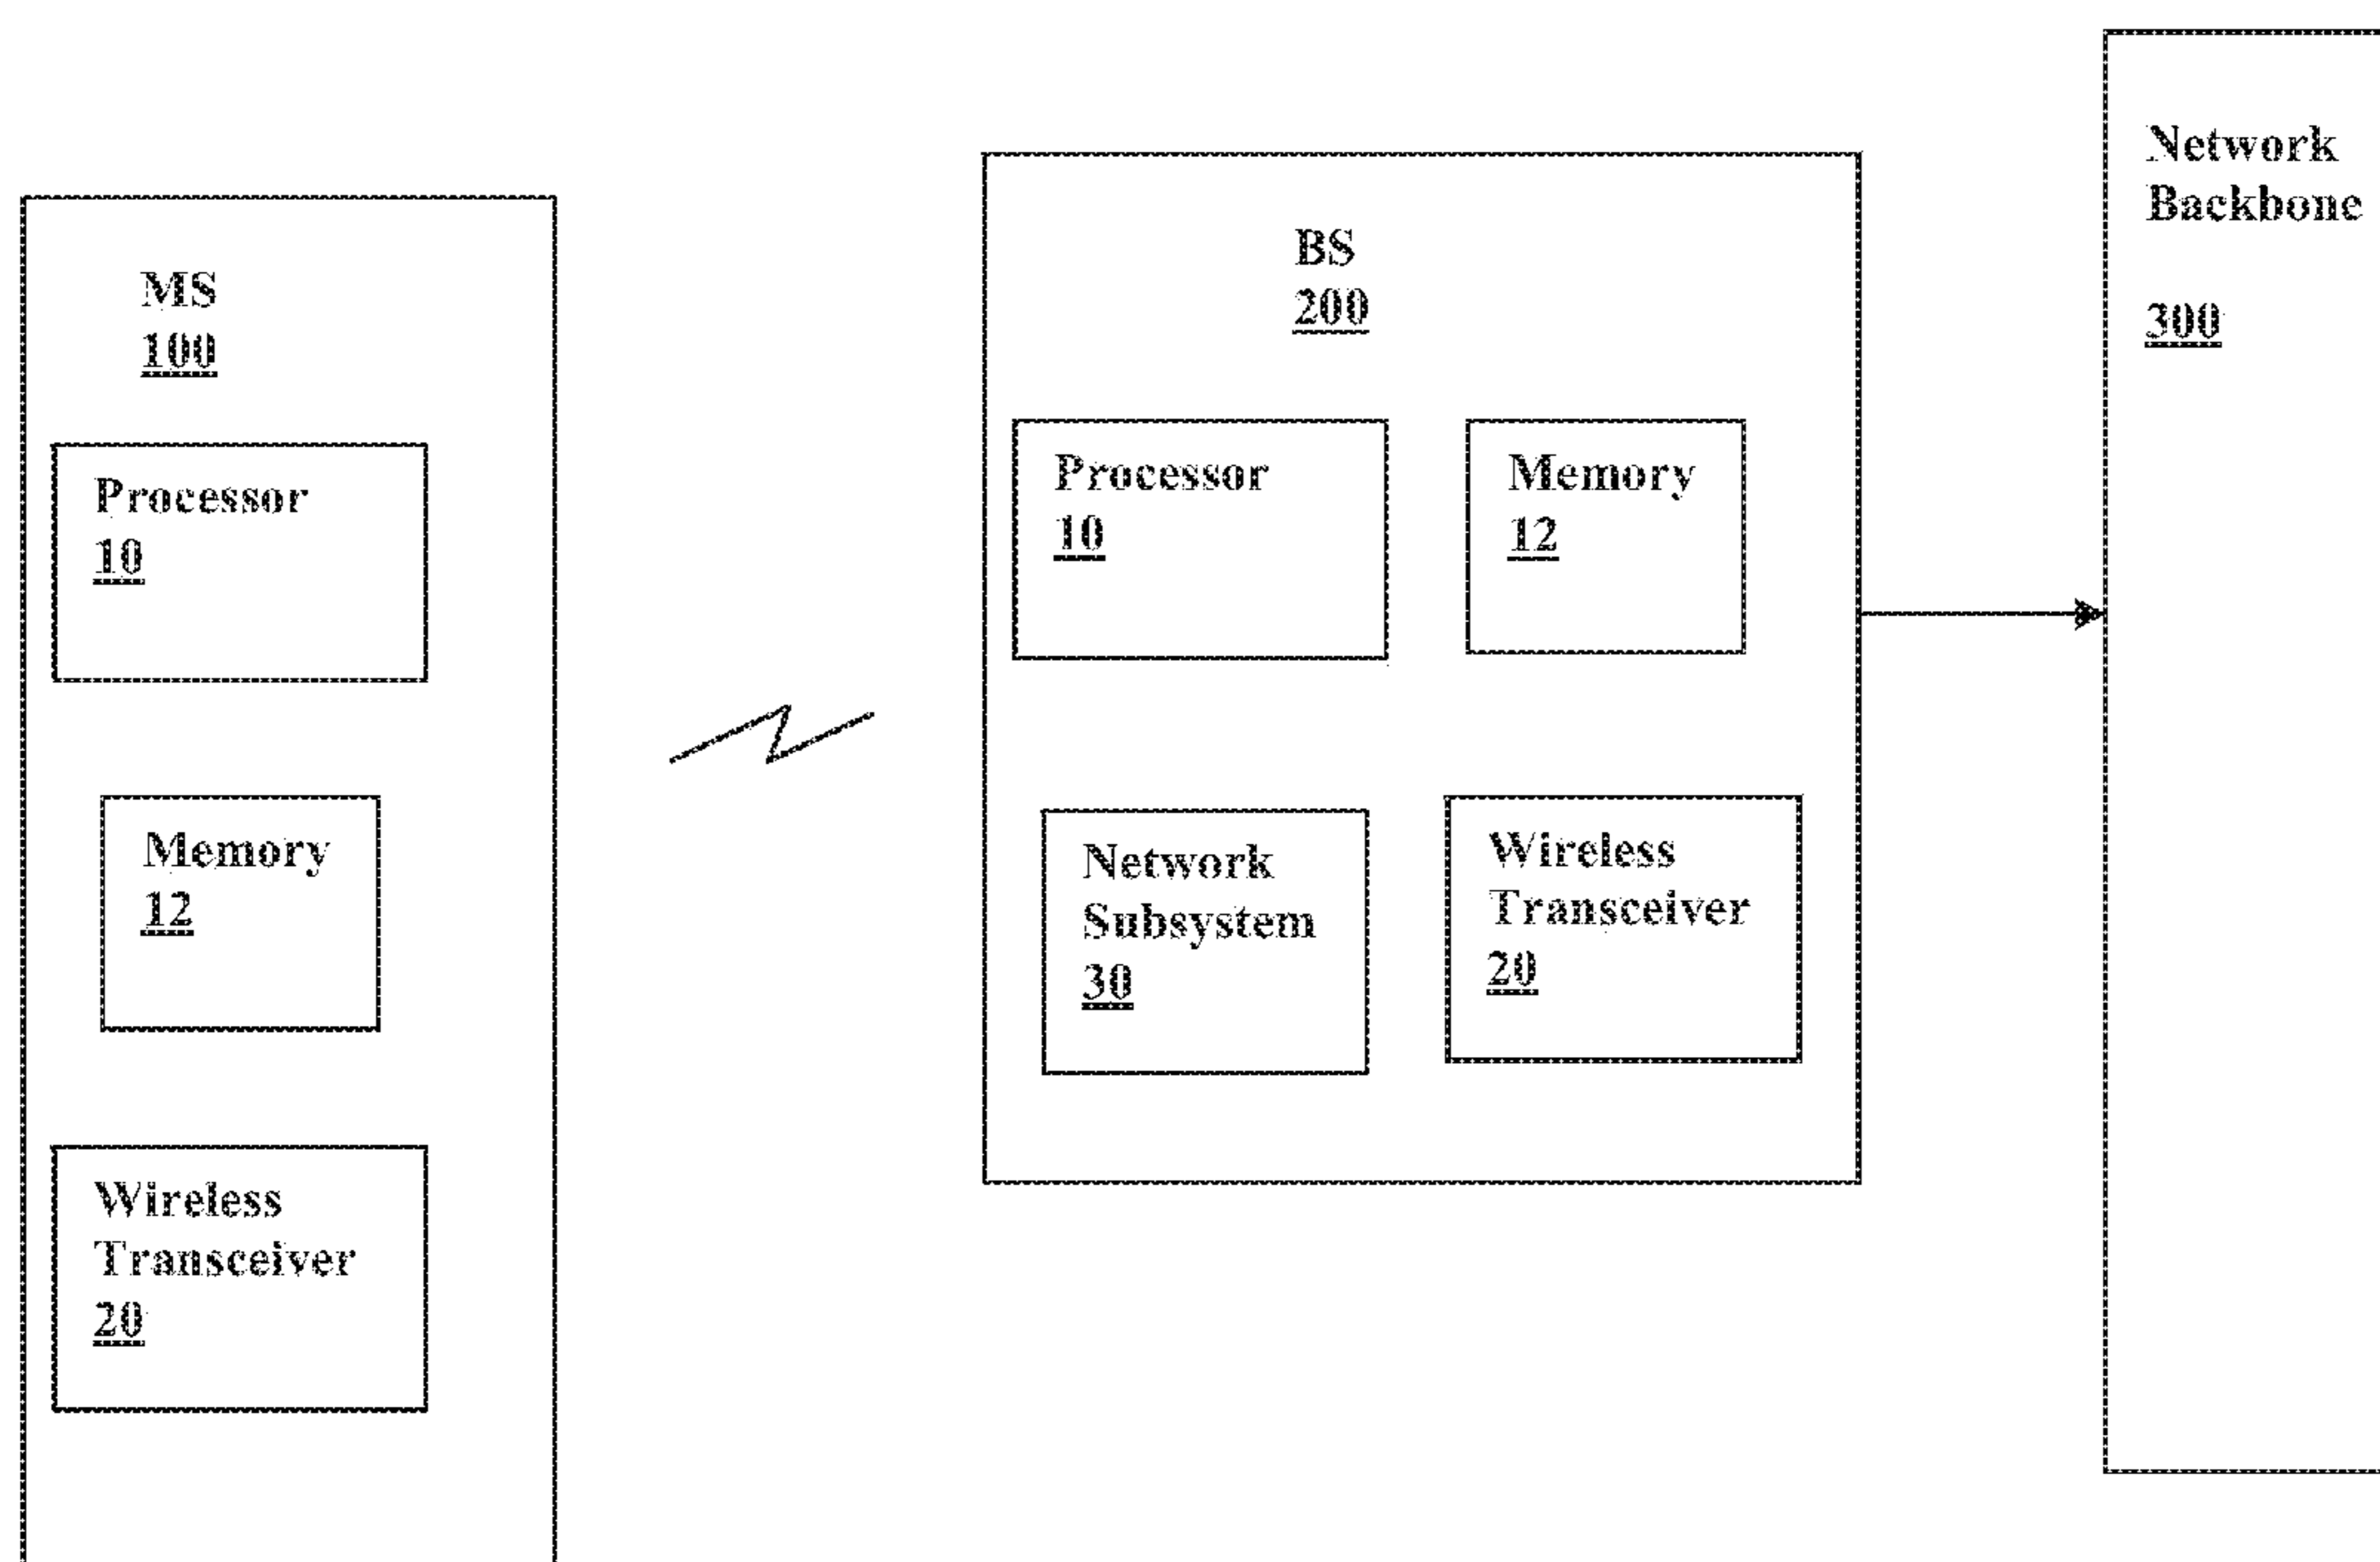 MS
100
Processor
10
Memory
12
Wireless
Transceiver
20
BS
200
Processor
10
Memory
12
Network
Subsystem
30
Wireless
Transceiver
20
Network
Backbone
300